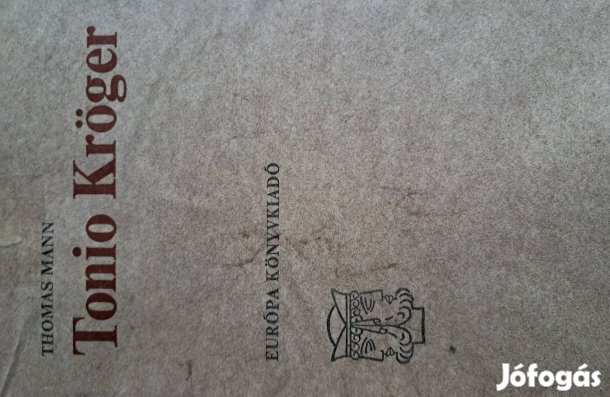 THOMAS MANN
Tonio Kröger
EURÓPA KÖNYVKIADÓ
Jófogás